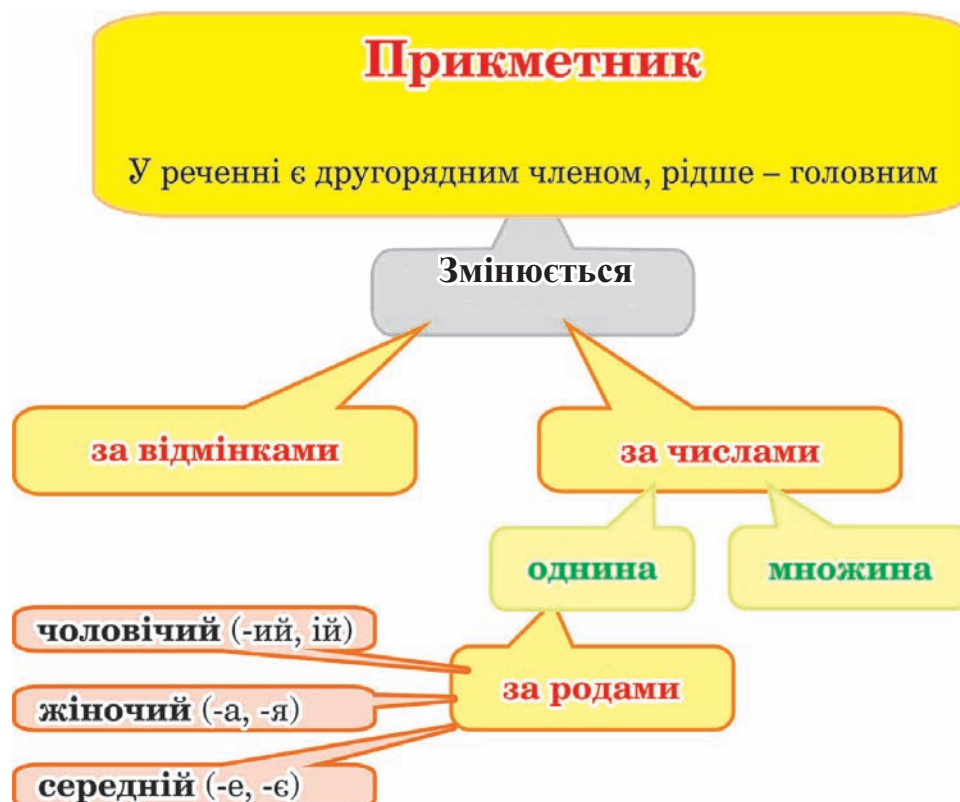 Прикметник
У реченні є другорядним членом, рідше – головним
Змінюється
за відмінками
за числами
однина
множина
за родами
чоловічий (-ий, ій)
жіночий (-а, -я)
середній (-е, -є)